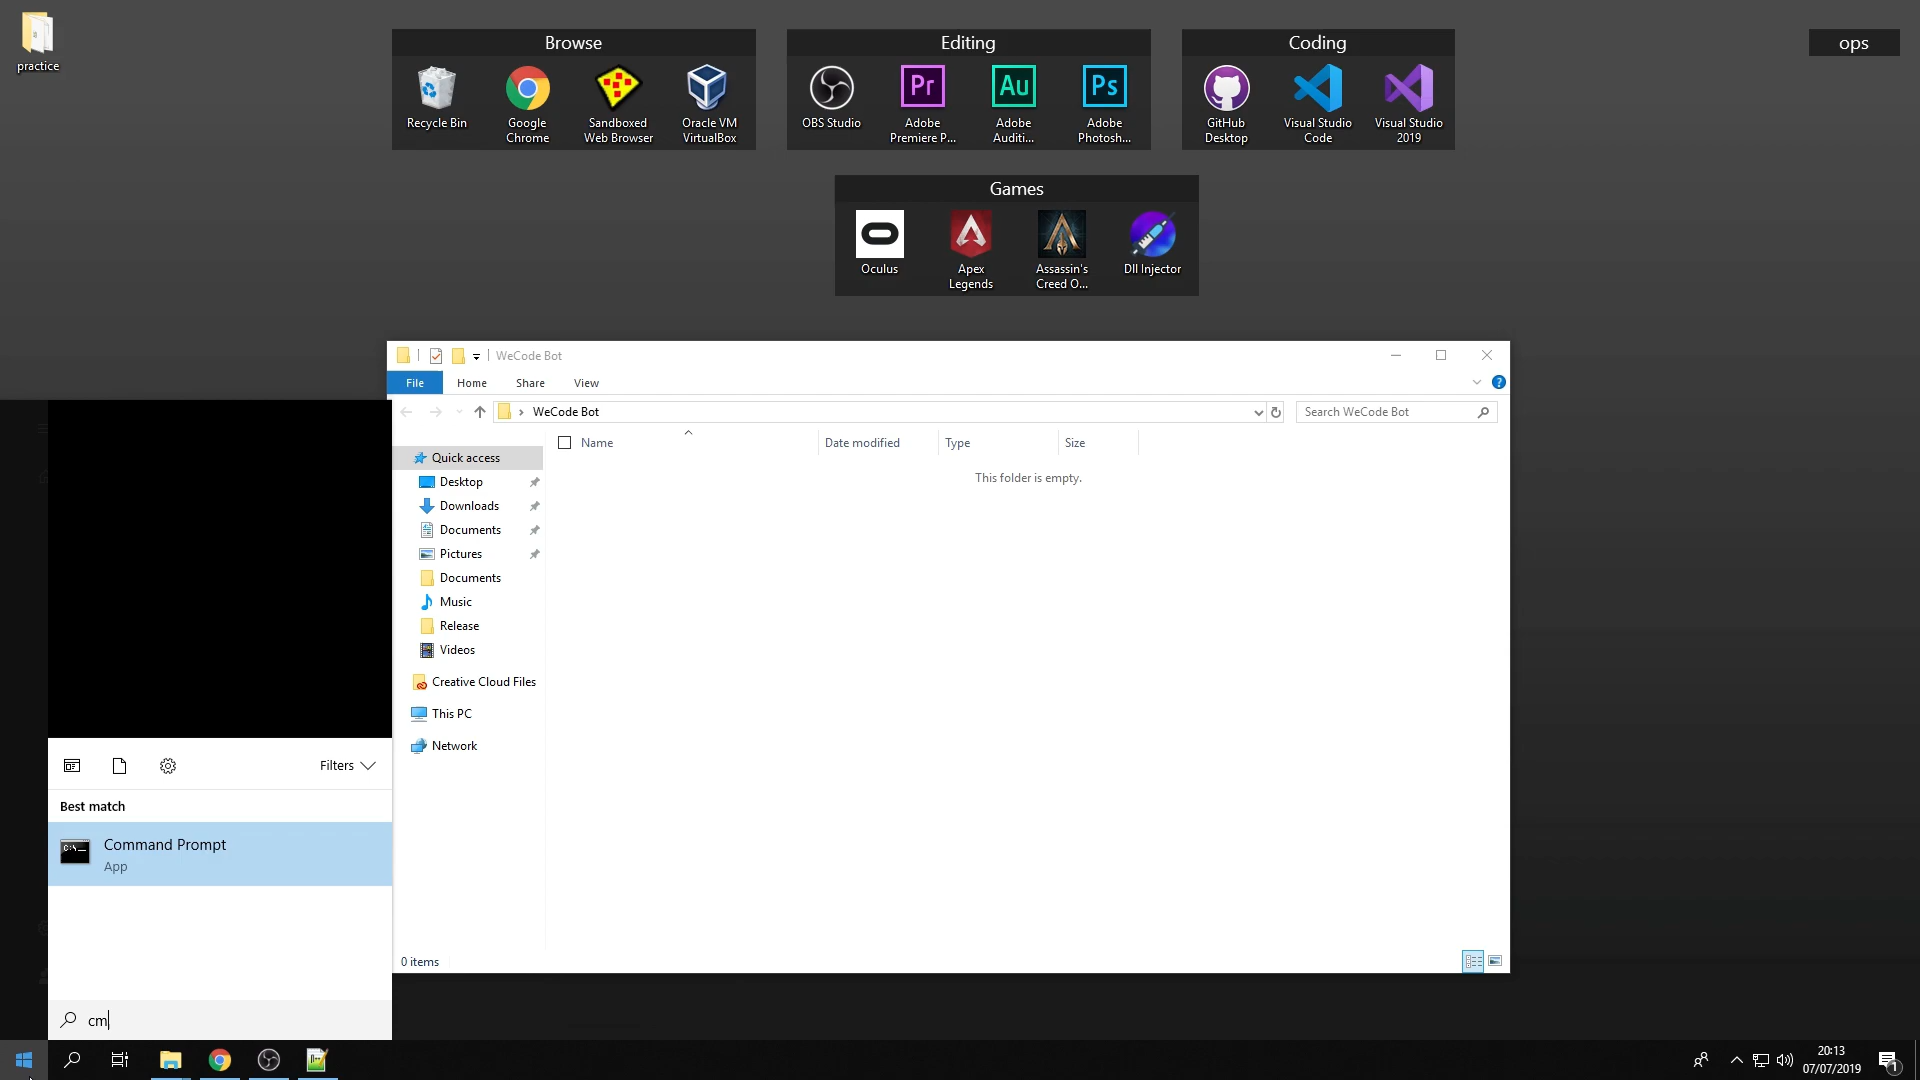 practice
Browse
Recycle Bin
Google
Chrome
Sandboxed
Web Browser
Oracle VM
VirtualBox
Editing
OBS Studio
Pr
Adobe
Premiere P...
Au
Adobe
Auditi...
Ps
Adobe
Photosh...
Coding
GitHub
Desktop
Visual Studio
Code
Visual Studio
2019
ops
Games
Oculus
Apex
Legends
Assassin's
Creed O...
Dll Injector
WeCode Bot
File
Home
Share
View
?
WeCode Bot
Search WeCode Bot
Name
Date modified
Type
Size
This folder is empty.
Quick access
Desktop
Downloads
Documents
Pictures
Documents
Music
Release
Videos
Creative Cloud Files
This PC
Network
0 items
Filters
Best match
C:\_
Command Prompt
App
cm
20:13
07/07/2019
1